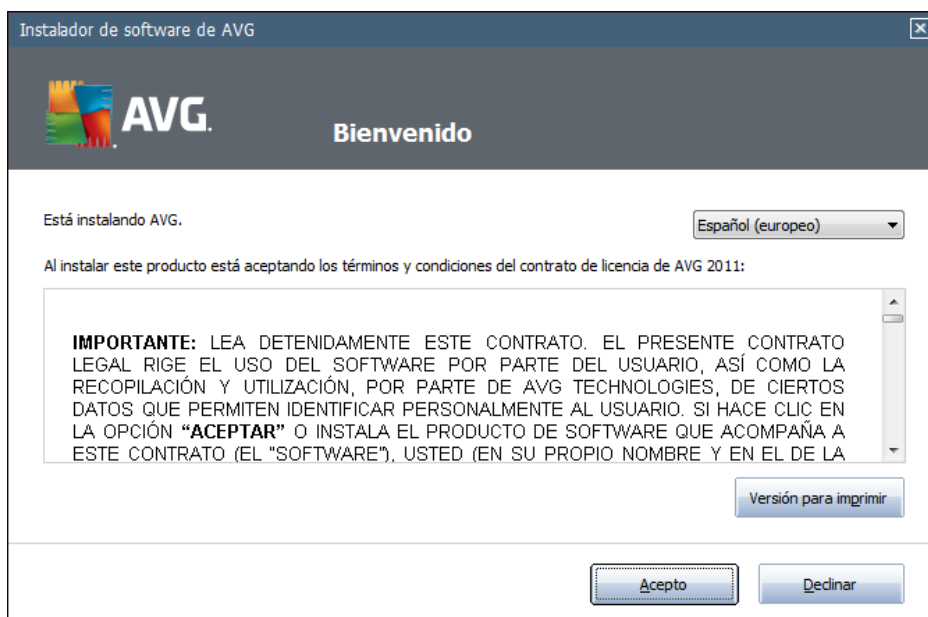 Instalador de software de AVG
AVG.
Bienvenido
Está instalando AVG.
Español (europeo)
Al instalar este producto está aceptando los términos y condiciones del contrato de licencia de AVG 2011:
IMPORTANTE: LEA DETENIDAMENTE ESTE CONTRATO. EL PRESENTE CONTRATO
LEGAL RIGE EL USO DEL SOFTWARE POR PARTE DEL USUARIO, ASÍ COMO LA
RECOPILACIÓN Y UTILIZACIÓN, POR PARTE DE AVG TECHNOLOGIES, DE CIERTOS
DATOS QUE PERMITEN IDENTIFICAR PERSONALMENTE AL USUARIO. SI HACE CLIC EN
LA OPCIÓN “ACEPTAR” O INSTALA EL PRODUCTO DE SOFTWARE QUE ACOMPAÑA A
ESTE CONTRATO (EL "SOFTWARE"), USTED (EN SU PROPIO NOMBRE Y EN EL DE LA
Versión para imprimir
Acepto
Declinar